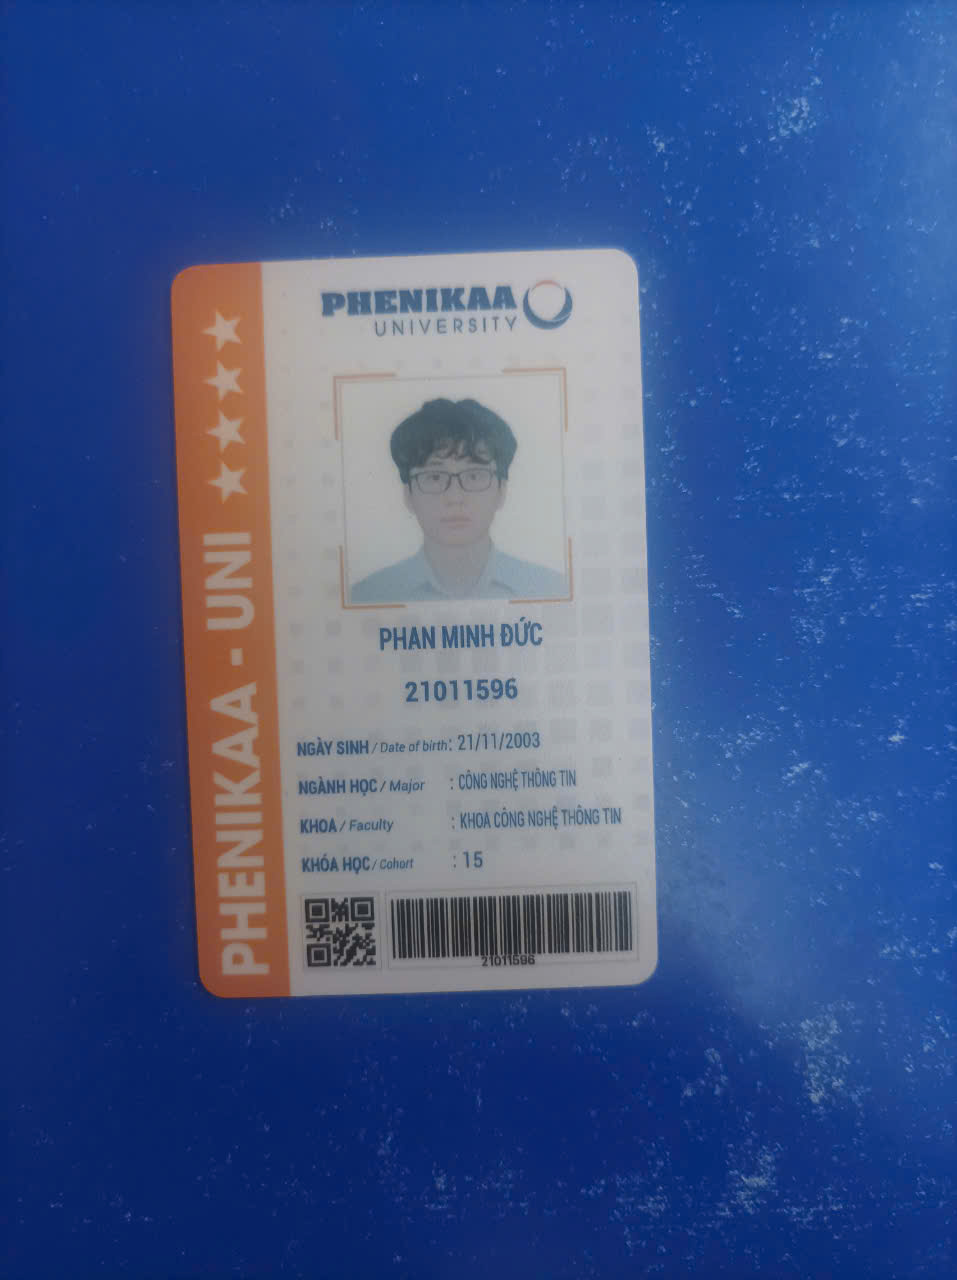 PHENIKAA
UNIVERSITY
PHENIKAA - UNI
PHAN MINH ĐỨC
21011596
NGÀY SINH / Date of birth: 21/11/2003
NGÀNH HỌC / Major : CÔNG NGHỆ THÔNG TIN
KHOA / Faculty : KHOA CÔNG NGHỆ THÔNG TIN
KHÓA HỌC / Cohort : 15
21011596